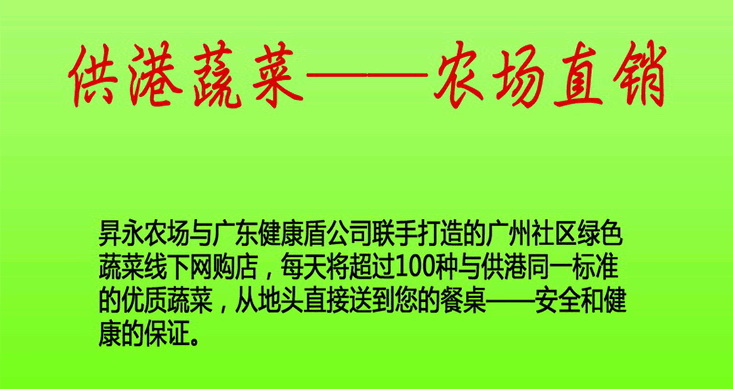 供港蔬菜——农场直销
昇永农场与广东健康盾公司联手打造的广州社区绿色
蔬菜线下网购店，每天将超过100种与供港同一标准
的优质蔬菜，从地头直接送到您的餐桌——安全和健
康的保证。